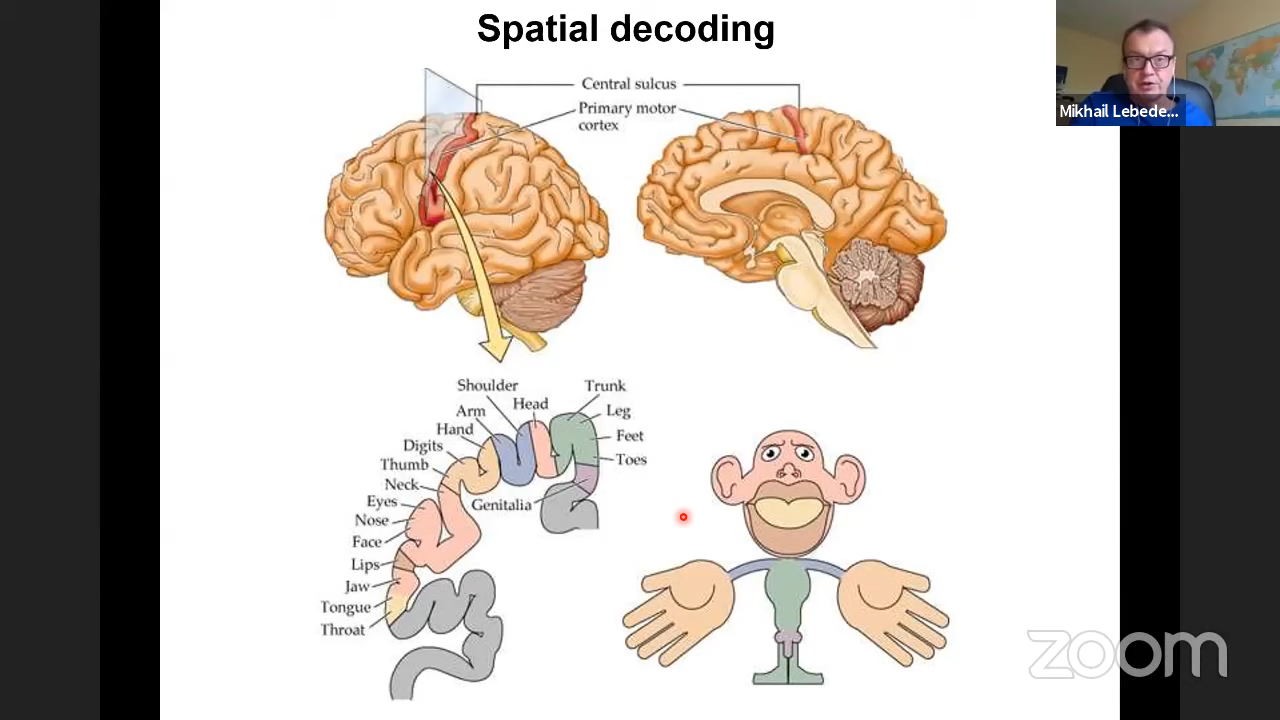 Spatial decoding
Central sulcus
Primary motor
cortex
Mikhail Lebede...
Shoulder
Trunk
Arm
Head
Leg
Hand
Feet
Digits
Toes
Thumb
Neck
Eyes
Genitalia
Nose
Face
Lips
Jaw
Tongue
Throat
zoom